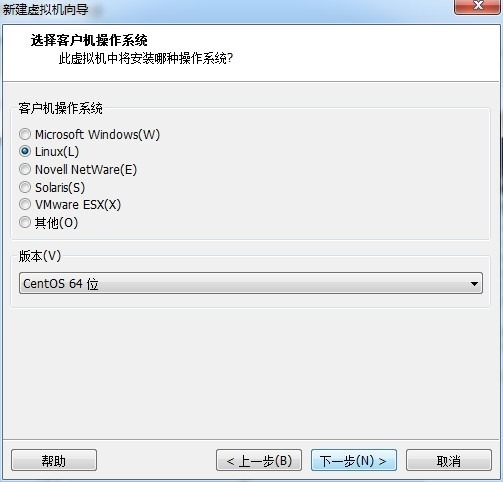 新建虚拟机向导
选择客户机操作系统
此虚拟机中将安装哪种操作系统?
客户机操作系统
Microsoft Windows(W)
Linux(L)
Novell NetWare(E)
Solaris(S)
VMware ESX(X)
其他(O)
版本(V)
CentOS 64 位
帮助
< 上一步(B)
下一步(N) >
取消